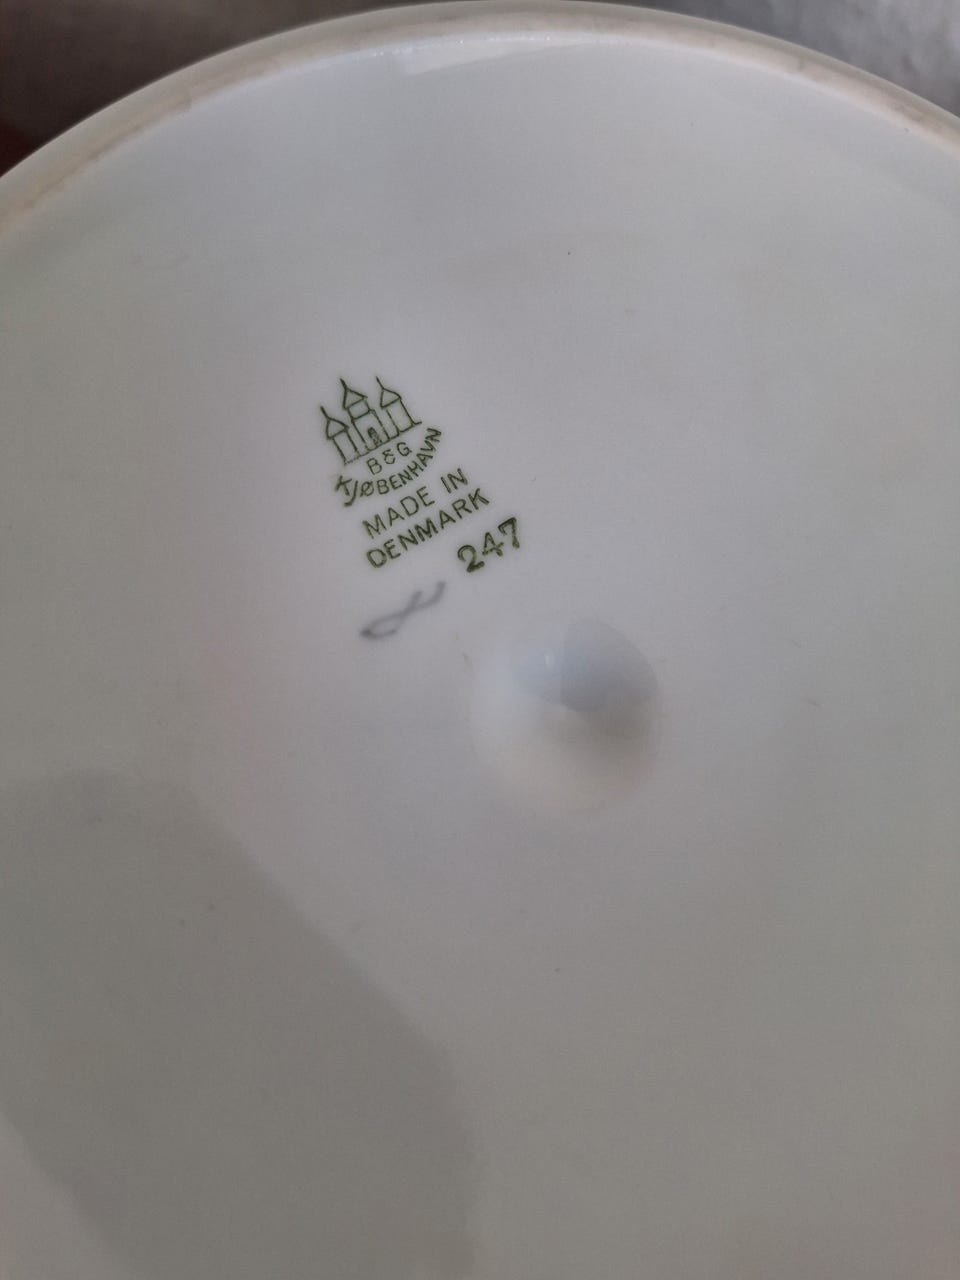 B&G
KJØBENHAVN
MADE IN
DENMARK
247